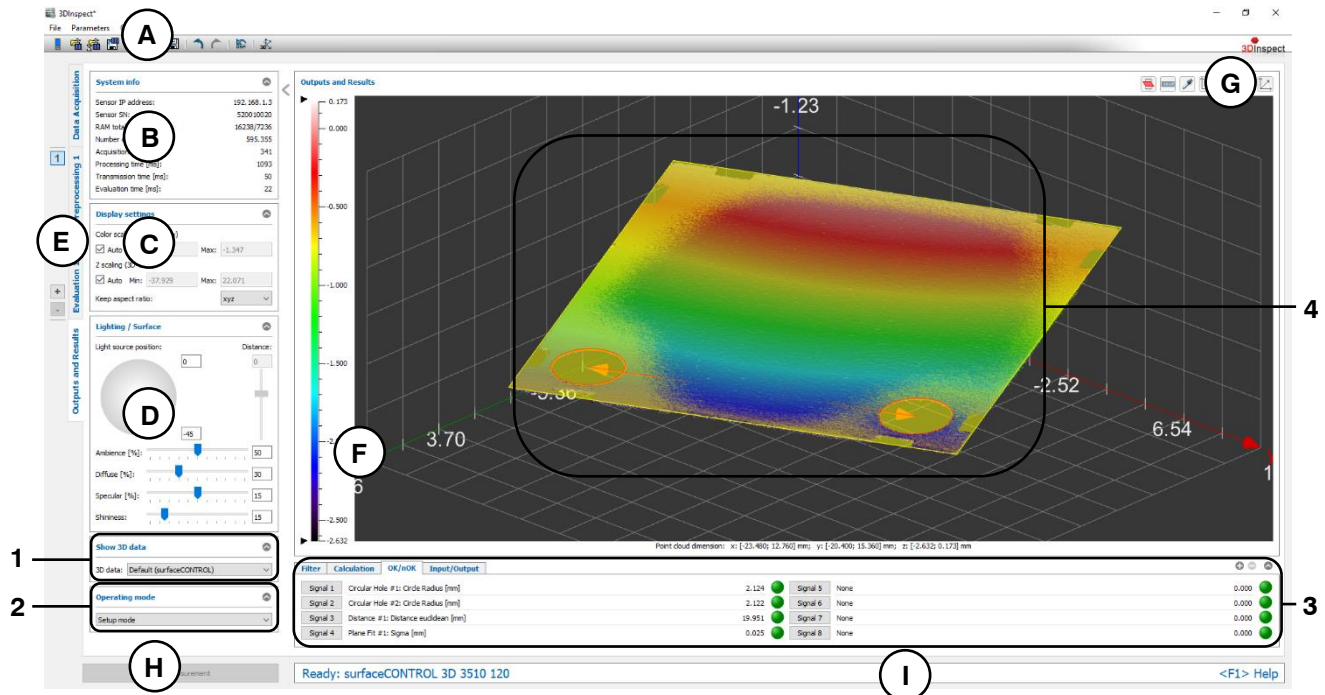 3DInspect*
File Parameters
A
3DInspect
Data Acquisition
Preprocessing 1
Evaluation
Outputs and Results
1
+
-
E
System info
Sensor IP address: 192.168.1.3
Sensor SN: 520010020
RAM total 16238/7236
Number 595.355
Acquisition 341
Processing time [ms]: 1093
Transmission time [ms]: 50
Evaluation time [ms]: 22
B
Display settings
Color
Auto Max: -1.347
Z scaling (3D
Auto Min: -37.929 Max: 22.071
Keep aspect ratio: xyz
C
Lighting / Surface
Light source position: Distance:
0 0
-45
D
Ambience [%]: 50
Diffuse [%]: 30
Specular [%]: 15
Shininess: 15
1
Show 3D data
3D data: Default (surfaceCONTROL)
2
Operating mode
Setup mode
H
Outputs and Results
G
0.173
0.000
-0.500
-1.000
-1.500
-2.500
-2.632
F
-1.23
3.70
-2.52
6.54
1
6
4
Point cloud dimension: x: [-23.480; 12.760] mm; y: [-20.400; 15.360] mm; z: [-2.632; 0.173] mm
Filter Calculation OK/nOK Input/Output
Signal 1 Circular Hole #1: Circle Radius [mm] 2.124 Signal 5 None 0.000
Signal 2 Circular Hole #2: Circle Radius [mm] 2.122 Signal 6 None 0.000
Signal 3 Distance #1: Distance euclidean [mm] 19.951 Signal 7 None 0.000
Signal 4 Plane Fit #1: Sigma [mm] 0.025 Signal 8 None 0.000
3
Ready: surfaceCONTROL 3D 3510 120
I
<F1> Help